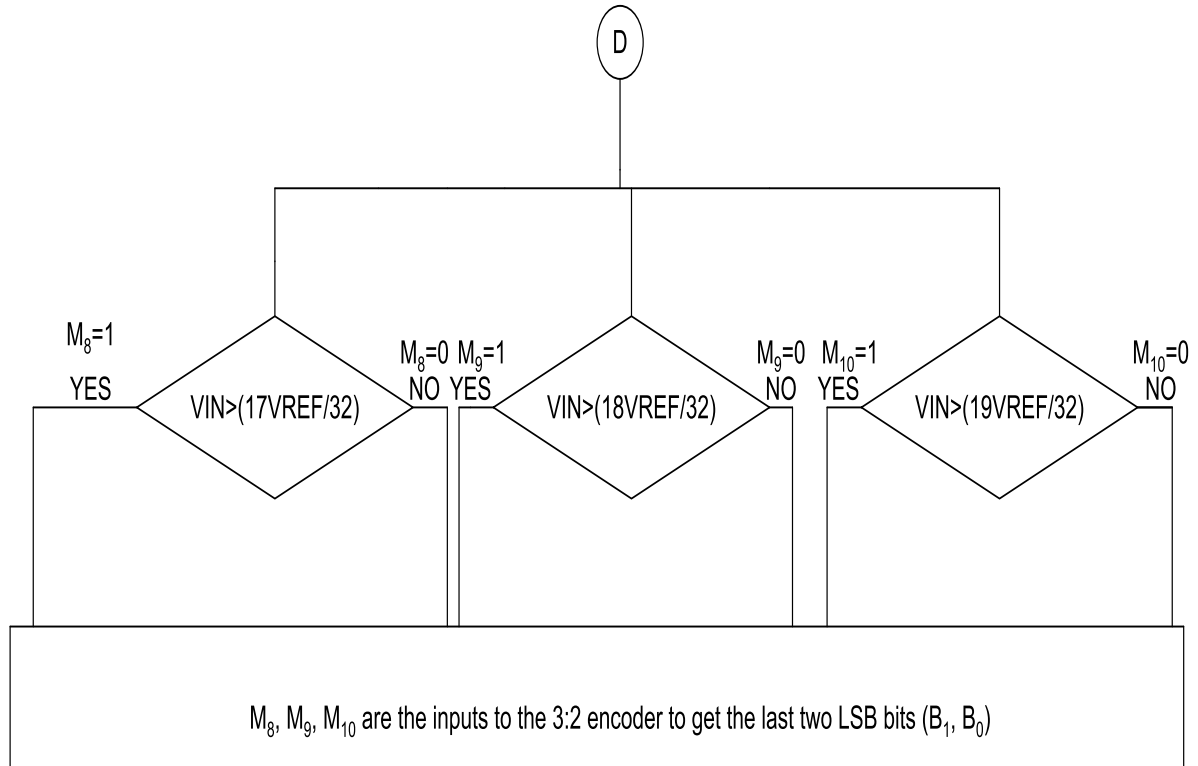 D
M₈=1
YES
VIN>(17VREF/32)
M₈=0
NO
M₉=1
YES
VIN>(18VREF/32)
M₉=0
NO
M₁₀=1
YES
VIN>(19VREF/32)
M₁₀=0
NO
M₈, M₉, M₁₀ are the inputs to the 3:2 encoder to get the last two LSB bits (B₁, B₀)